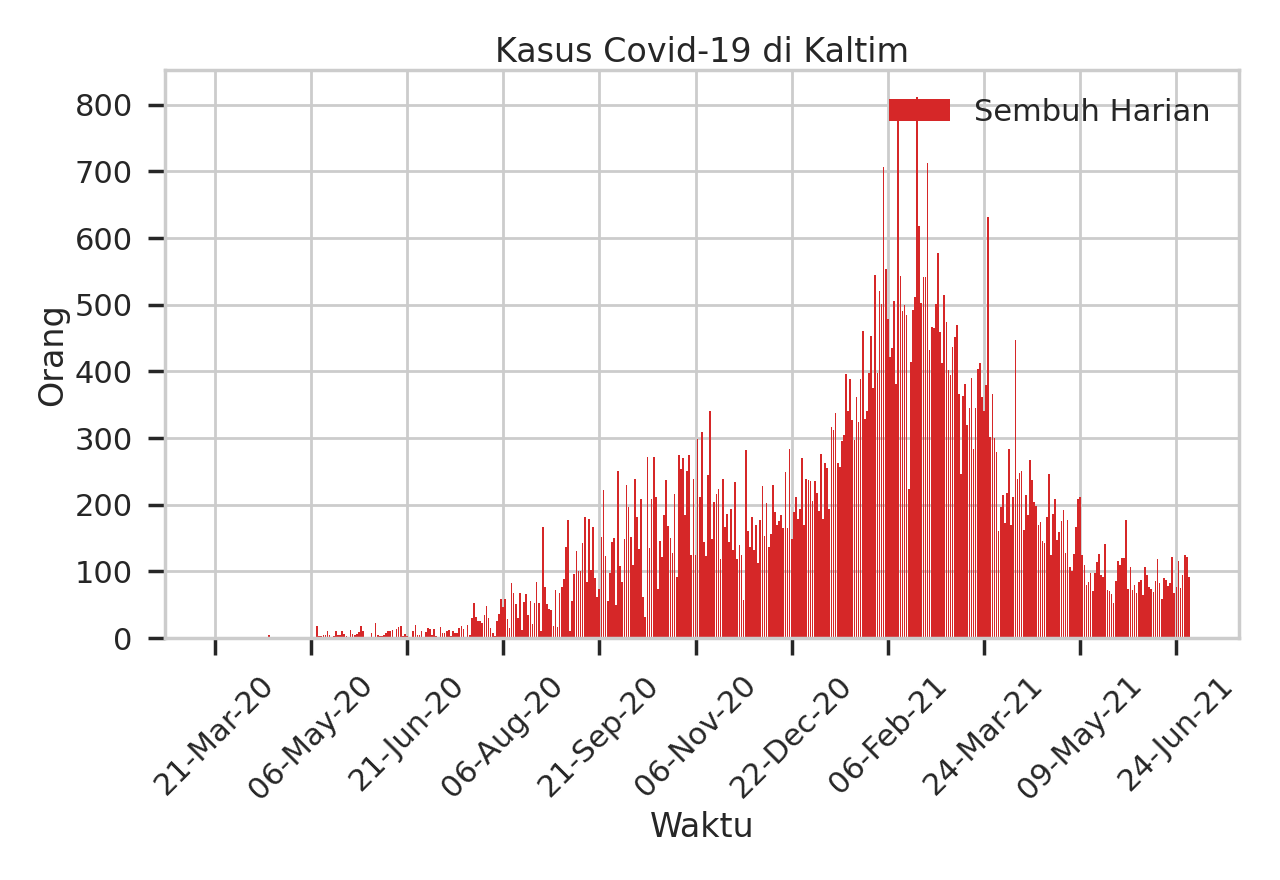 Kasus Covid-19 di Kaltim
Sembuh Harian
Orang
800
700
600
500
400
300
200
100
0
21-Mar-20
06-May-20
21-Jun-20
06-Aug-20
21-Sep-20
06-Nov-20
22-Dec-20
06-Feb-21
24-Mar-21
09-May-21
24-Jun-21
Waktu